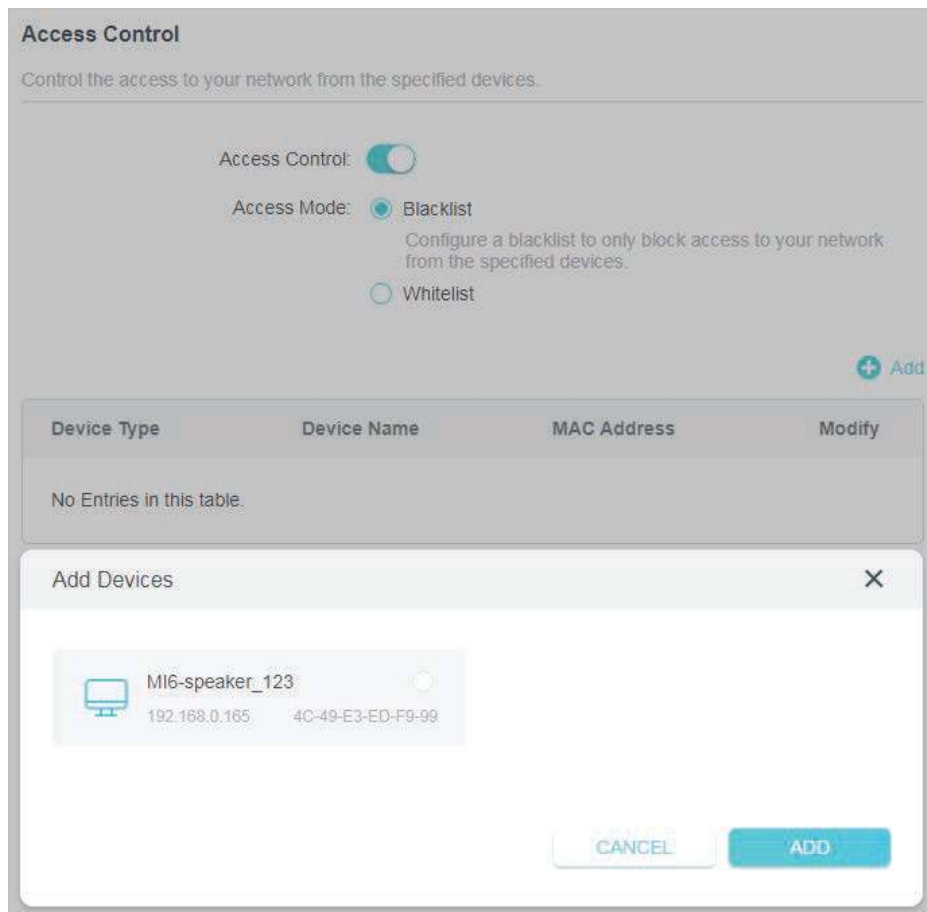 Access Control
Control the access to your network from the specified devices.
Access Control:
Access Mode: Blacklist
Configure a blacklist to only block access to your network
from the specified devices.
Whitelist
Add
Device Type Device Name MAC Address Modify
No Entries in this table.
Add Devices
MI6-speaker_123
192.168.0.165 4C-49-E3-ED-F9-99
CANCEL ADD